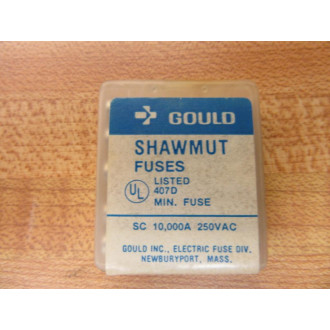 GOULD
SHAWMUT
FUSES
UL LISTED
407D
MIN. FUSE
SC 10,000A 250VAC
GOULD INC., ELECTRIC FUSE DIV.
NEWBURYPORT, MASS.